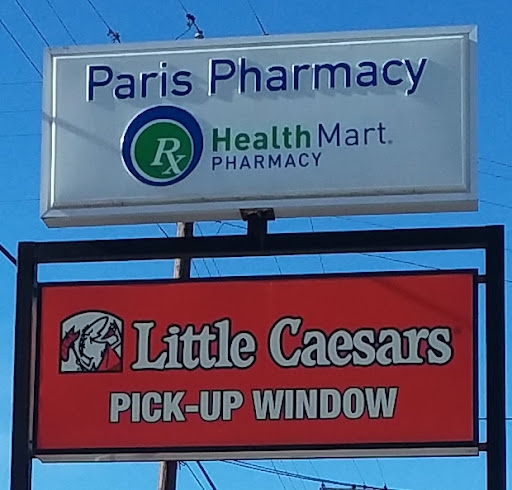 Paris Pharmacy
Rx
HealthMart.
PHARMACY
Little Caesars
PICK-UP WINDOW